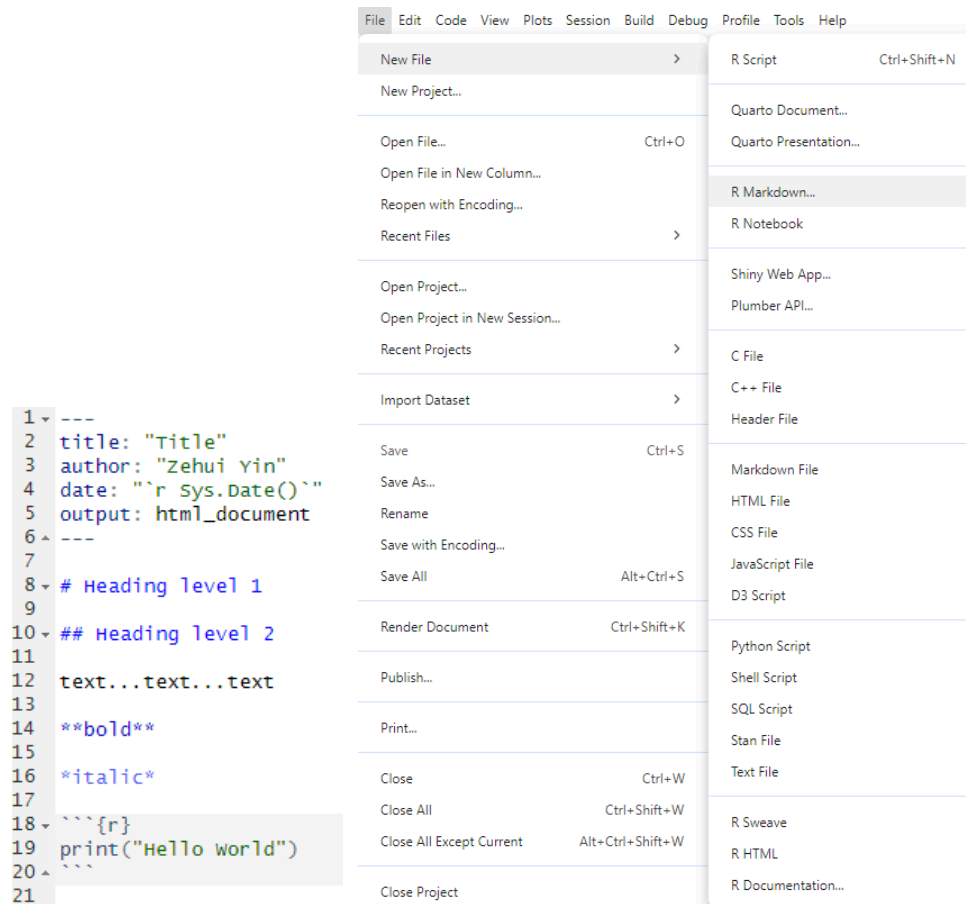 File Edit Code View Plots Session Build Debug Profile Tools Help
New File >
New Project...
Open File... Ctrl+O
Open File in New Column...
Reopen with Encoding...
Recent Files >
Open Project...
Open Project in New Session...
Recent Projects >
Import Dataset >
Save Ctrl+S
Save As...
Rename
Save with Encoding...
Save All Alt+Ctrl+S
Render Document Ctrl+Shift+K
Publish...
Print...
Close Ctrl+W
Close All Ctrl+Shift+W
Close All Except Current Alt+Ctrl+Shift+W
Close Project
R Script Ctrl+Shift+N
Quarto Document...
Quarto Presentation...
R Markdown...
R Notebook
Shiny Web App...
Plumber API...
C File
C++ File
Header File
Markdown File
HTML File
CSS File
JavaScript File
D3 Script
Python Script
Shell Script
SQL Script
Stan File
Text File
R Sweave
R HTML
R Documentation...
1 ---
2 title: "Title"
3 author: "Zehui Yin"
4 date: "`r Sys.Date()`"
5 output: html_document
6 ---
7
8 # Heading level 1
9
10 ## Heading level 2
11
12 text...text...text
13
14 **bold**
15
16 *italic*
17
18 ```{r}
19 print("Hello World")
20 ```
21